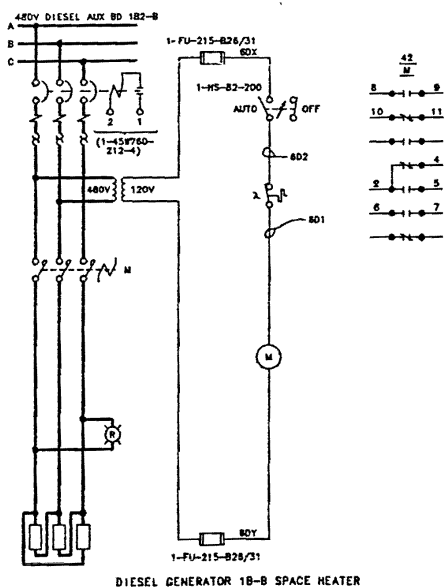 480V DIESEL AUX BD 1B2-B
A
B
C
2 1
(1-45W760-
212-4)
480V 120V
M
R
1-FU-215-B26/31
6DX
1-HS-82-200
AUTO OFF
6D2
6D1
M
6DY
1-FU-215-B26/31
42
M
8 9
10 11
4
2 5
6 7
DIESEL GENERATOR 1B-B SPACE HEATER